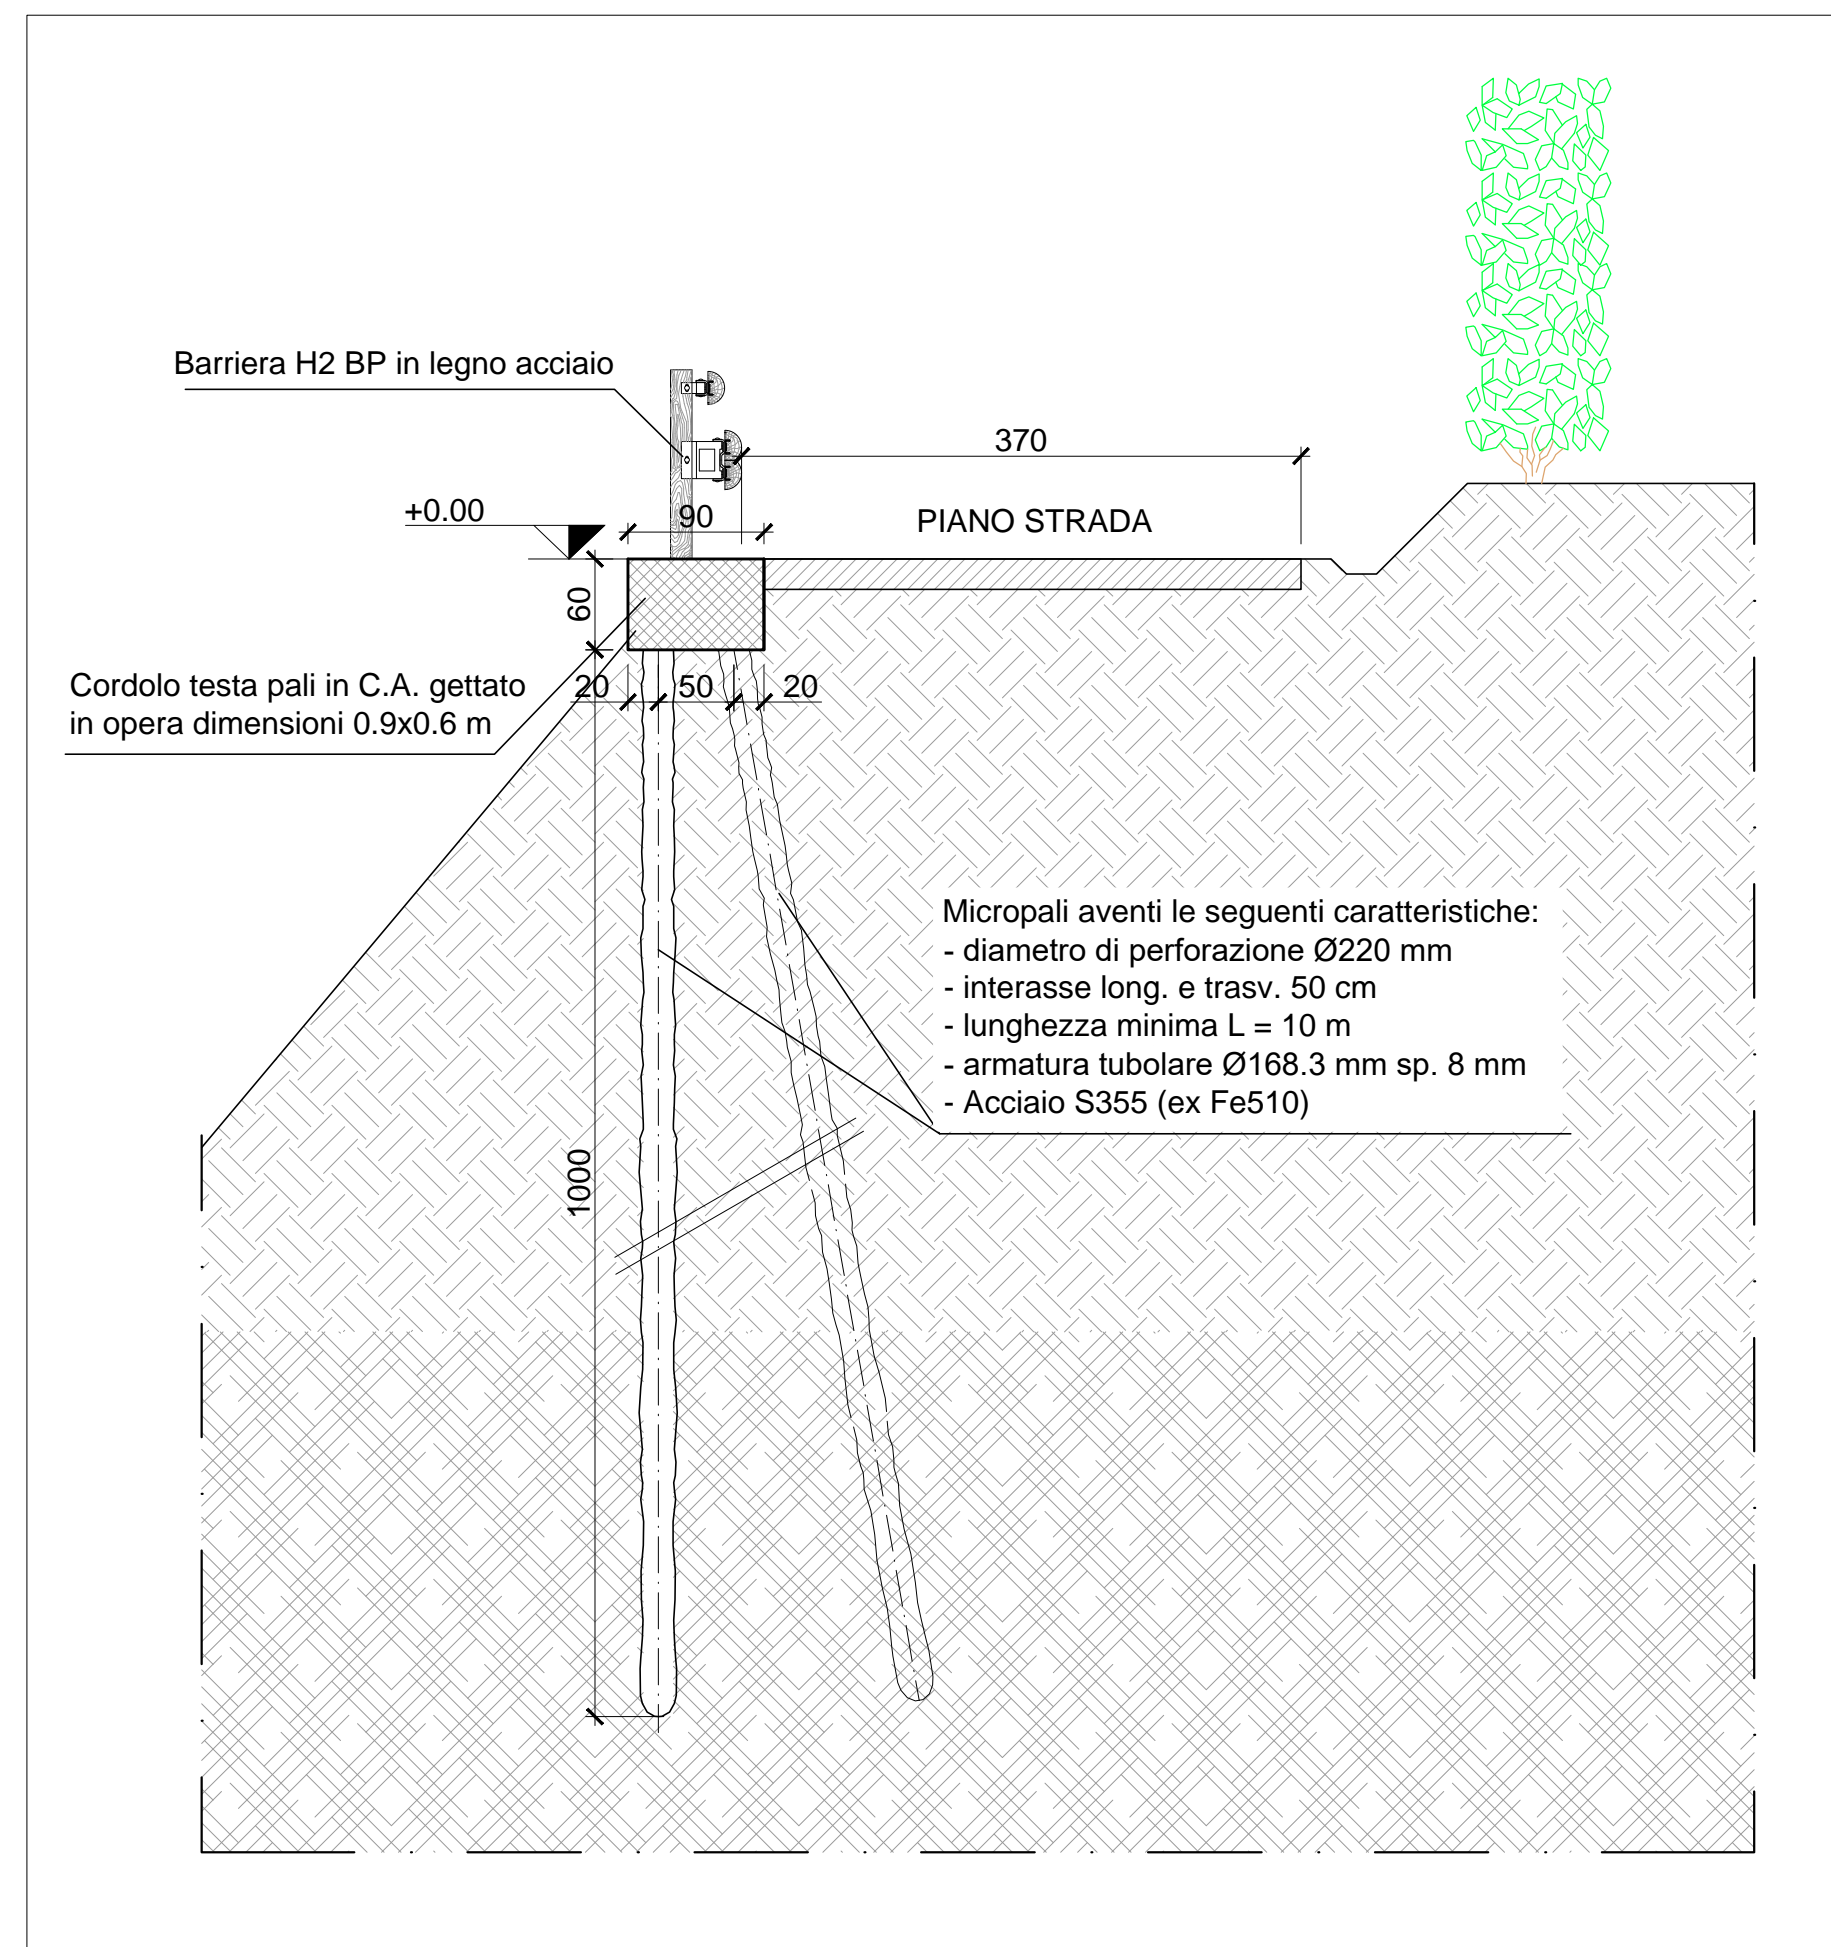 Barriera H2 BP in legno acciaio
370
+0.00
90
PIANO STRADA
60
Cordolo testa pali in C.A. gettato
in opera dimensioni 0.9x0.6 m
20
50
20
Micropali aventi le seguenti caratteristiche:
- diametro di perforazione Ø220 mm
- interasse long. e trasv. 50 cm
- lunghezza minima L = 10 m
- armatura tubolare Ø168.3 mm sp. 8 mm
- Acciaio S355 (ex Fe510)
1000